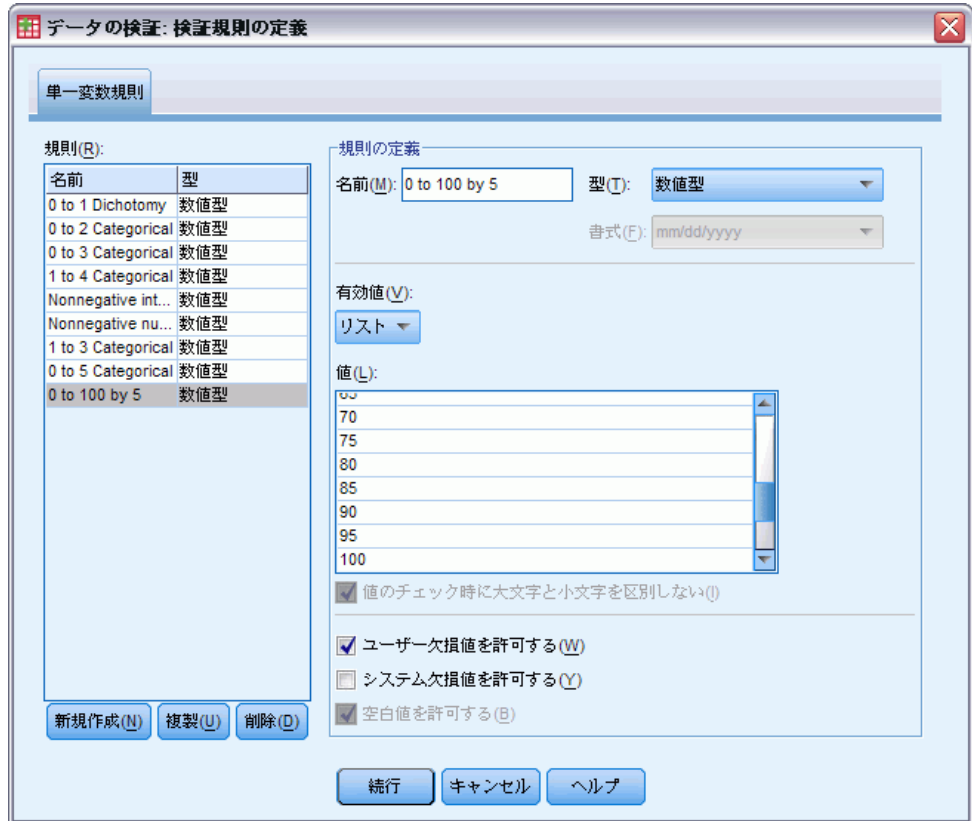 データの検証: 検証規則の定義
単一変数規則
規則(R):
名前 型
0 to 1 Dichotomy 数値型
0 to 2 Categorical 数値型
0 to 3 Categorical 数値型
1 to 4 Categorical 数値型
Nonnegative int... 数値型
Nonnegative nu... 数値型
1 to 3 Categorical 数値型
0 to 5 Categorical 数値型
0 to 100 by 5 数値型
新規作成(N) 複製(U) 削除(D)
規則の定義
名前(M): 0 to 100 by 5 型(T): 数値型
書式(F): mm/dd/yyyy
有効値(V):
リスト
値(L):
70
75
80
85
90
95
100
値のチェック時に大文字と小文字を区別しない(I)
ユーザー欠損値を許可する(W)
システム欠損値を許可する(Y)
空白値を許可する(B)
続行 キャンセル ヘルプ